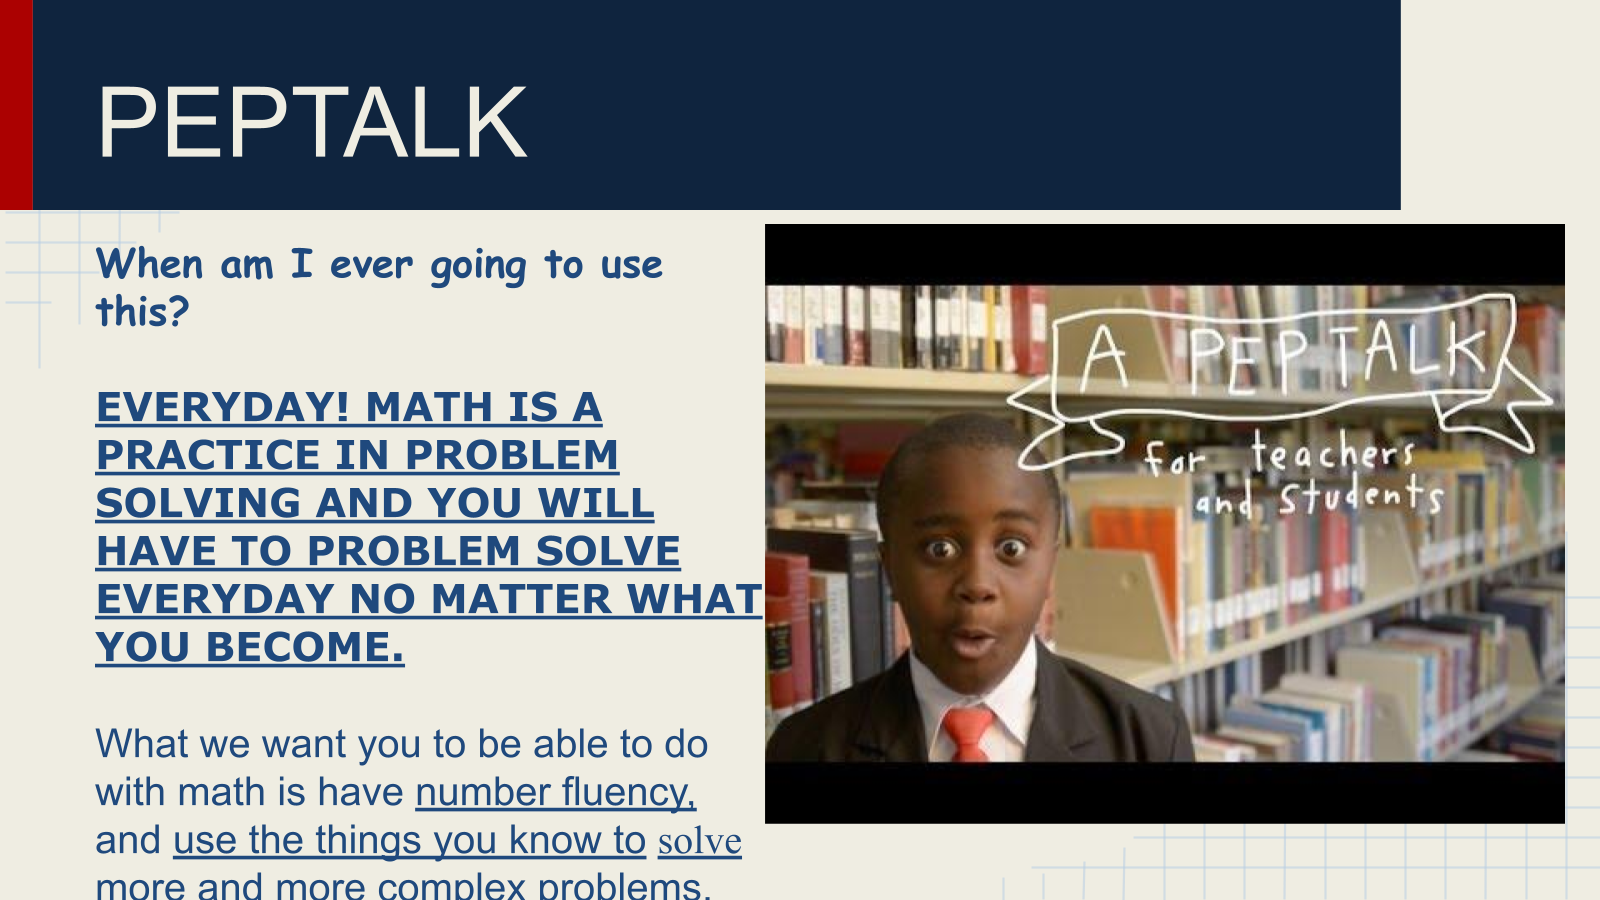 PEPTALK
When am I ever going to use
this?
EVERYDAY! MATH IS A
PRACTICE IN PROBLEM
SOLVING AND YOU WILL
HAVE TO PROBLEM SOLVE
EVERYDAY NO MATTER WHAT
YOU BECOME.
What we want you to be able to do
with math is have number fluency,
and use the things you know to solve
more and more complex problems.
A PEPTALK
for teachers
and Students